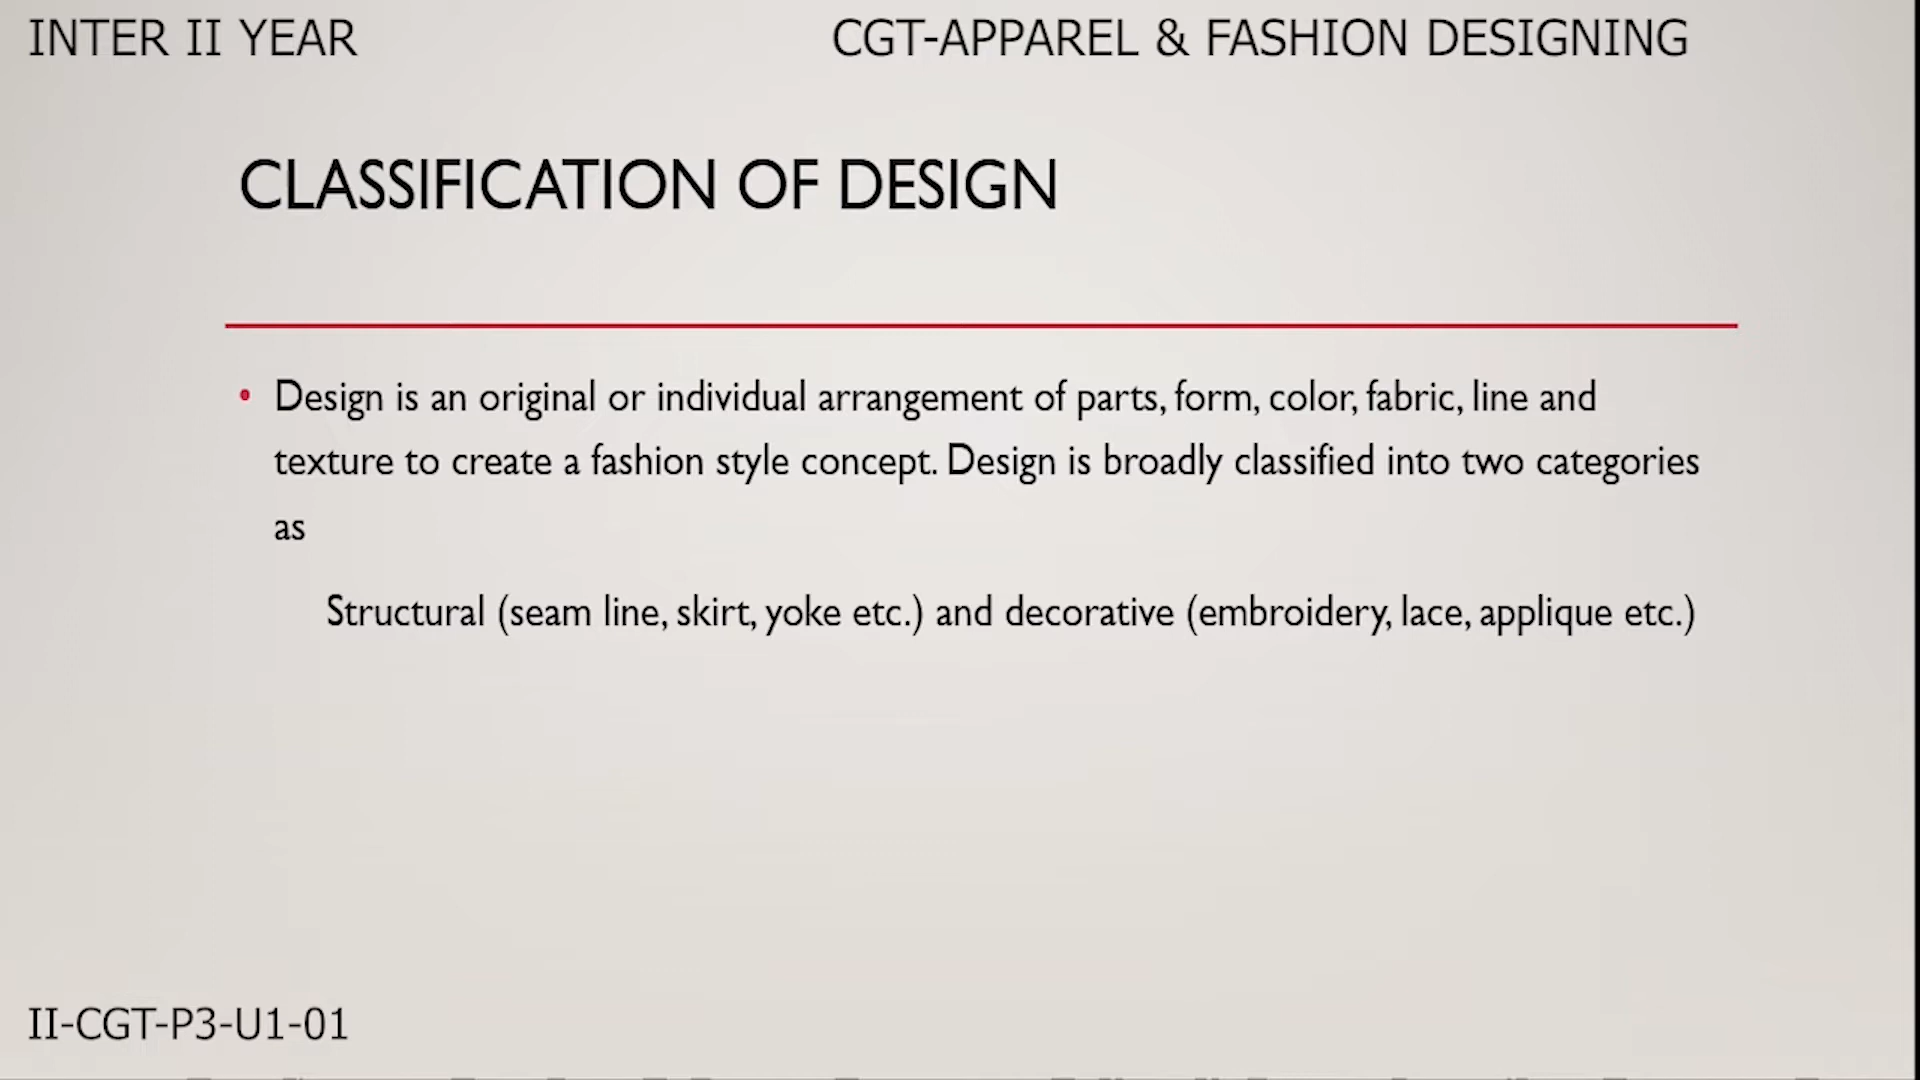 INTER II YEAR
CGT-APPAREL & FASHION DESIGNING
CLASSIFICATION OF DESIGN
• Design is an original or individual arrangement of parts, form, color, fabric, line and
texture to create a fashion style concept. Design is broadly classified into two categories
as
Structural (seam line, skirt, yoke etc.) and decorative (embroidery, lace, applique etc.)
II-CGT-P3-U1-01